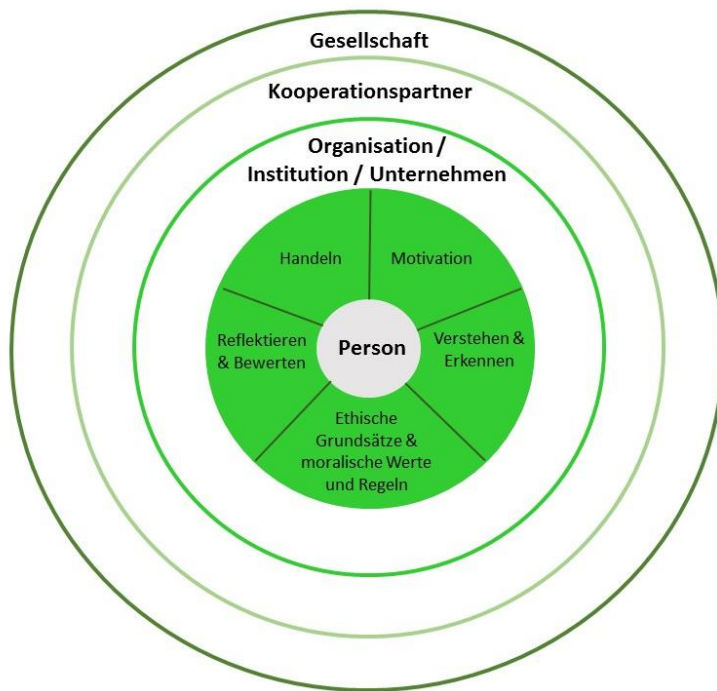 Gesellschaft
Kooperationspartner
Organisation /
Institution / Unternehmen
Handeln
Motivation
Reflektieren
& Bewerten
Person
Verstehen &
Erkennen
Ethische
Grundsätze &
moralische Werte
und Regeln